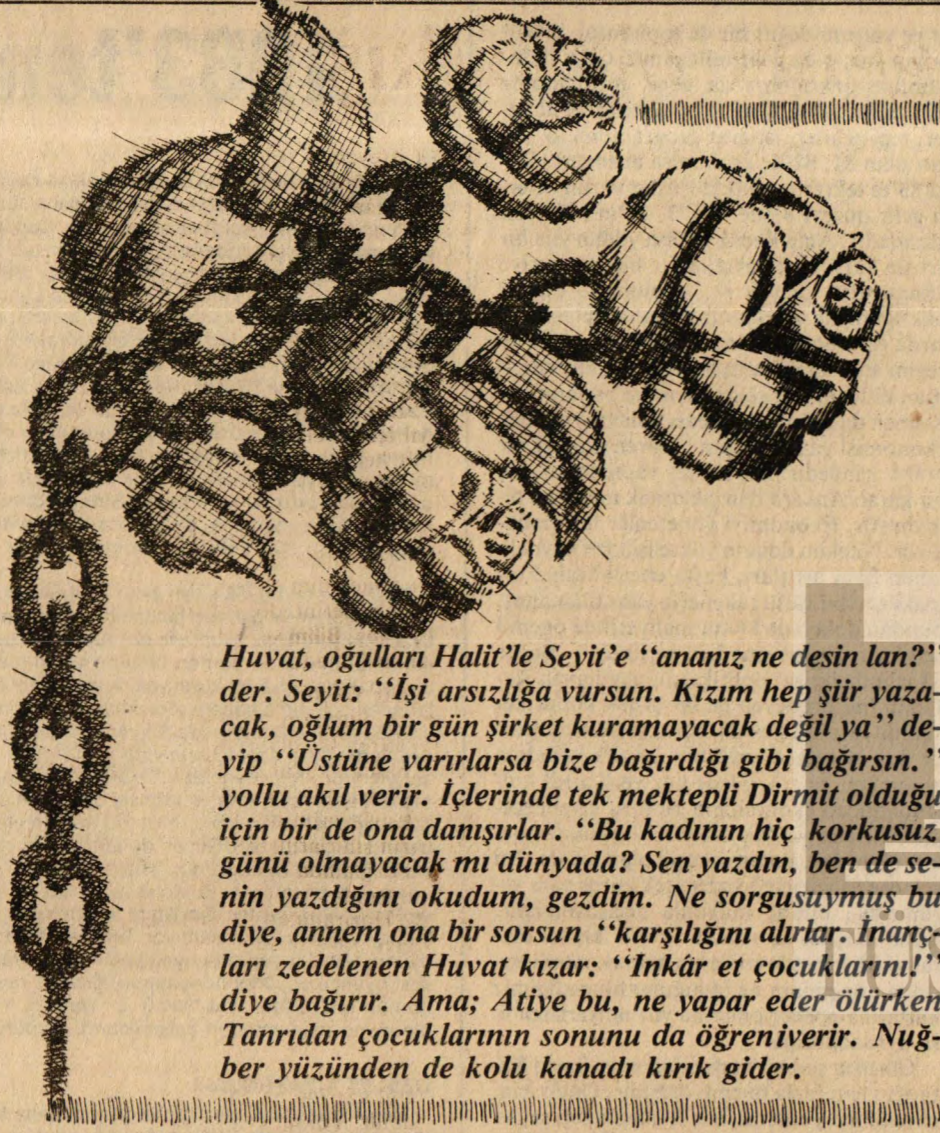 Huvat, oğulları Halit'le Seyit'e “ananız ne desin lan?”
der. Seyit: “İşi arsızlığa vursun. Kızım hep şiir yaza-
cak, oğlum bir gün şirket kuramayacak değil ya” de-
yip “Üstüne varırlarsa bize bağırdığı gibi bağırsın.”
yollu akıl verir. İçlerinde tek mektepli Dirmit olduğu
için bir de ona danışırlar. “Bu kadının hiç korkusuz
günü olmayacak mı dünyada? Sen yazdın, ben de se-
nin yazdığını okudum, gezdim. Ne sorgusuymuş bu
diye, annem ona bir sorsun “karşılığını alırlar. İnanç-
ları zedelenen Huvat kızar: “Inkâr et çocuklarını!”
diye bağırır. Ama; Atiye bu, ne yapar eder ölürken
Tanrıdan çocuklarının sonunu da öğreniverir. Nuğ-
ber yüzünden de kolu kanadı kırık gider.